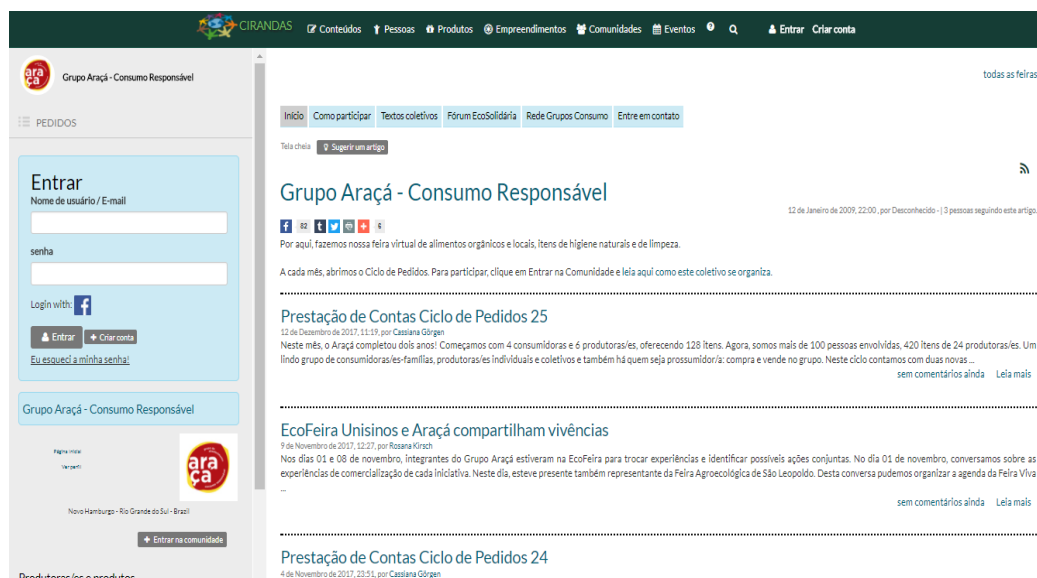 CIRANDAS
Conteúdos Pessoas Produtos Empreendimentos Comunidades Eventos ? Entrar Criar conta
ara
ça
Grupo Araçá - Consumo Responsável
PEDIDOS
Entrar
Nome de usuário / E-mail
senha
Login with: f
Entrar + Criar conta
Eu esqueci a minha senha!
Grupo Araçá - Consumo Responsável
Página inicial
Ver perfil
ara
ça
Novo Hamburgo - Rio Grande do Sul - Brazil
+ Entrar na comunidade
Produtoras/es e produtos
todas as feiras
Início Como participar Textos coletivos Fórum EcoSolidária Rede Grupos Consumo Entre em contato
Tela cheia Sugerir um artigo
Grupo Araçá - Consumo Responsável
12 de Janeiro de 2009, 22:00 , por Desconhecido - | 3 pessoas seguindo este artigo.
f 82 t + 6
Por aqui, fazemos nossa feira virtual de alimentos orgânicos e locais, itens de higiene naturais e de limpeza.
A cada mês, abrimos o Ciclo de Pedidos. Para participar, clique em Entrar na Comunidade e leia aqui como este coletivo se organiza.
Prestação de Contas Ciclo de Pedidos 25
12 de Dezembro de 2017, 11:19, por Cassiana Görgen
Neste mês, o Araçá completou dois anos! Começamos com 4 consumidoras e 6 produtoras/es, oferecendo 128 itens. Agora, somos mais de 100 pessoas envolvidas, 420 itens de 24 produtoras/es. Um
lindo grupo de consumidoras/es-famílias, produtoras/es individuais e coletivos e também há quem seja prossumidor/a: compra e vende no grupo. Neste ciclo contamos com duas novas ...
sem comentários ainda Leia mais
EcoFeira Unisinos e Araçá compartilham vivências
9 de Novembro de 2017, 12:27, por Rosana Kirsch
Nos dias 01 e 08 de novembro, integrantes do Grupo Araçá estiveram na EcoFeira para trocar experiências e identificar possíveis ações conjuntas. No dia 01 de novembro, conversamos sobre as
experiências de comercialização de cada iniciativa. Neste dia, esteve presente também representante da Feira Agroecológica de São Leopoldo. Desta conversa pudemos organizar a agenda da Feira Viva
...
sem comentários ainda Leia mais
Prestação de Contas Ciclo de Pedidos 24
4 de Novembro de 2017, 23:51, por Cassiana Görgen